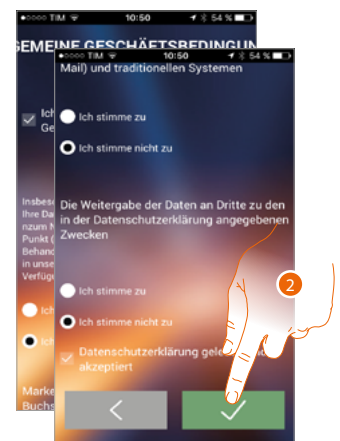 ●○○○○ TIM 10:50 54 %
GEMEINE GESCHÄFTSBEDINGUN
●○○○○ TIM 10:50 54 %
Mail) und traditionellen Systemen
Ich
Ge
Ich stimme zu
Ich stimme nicht zu
Insbes
Ihre Da
nzum N
Punkt (
Behand
in unse
Verfügu
Die Weitergabe der Daten an Dritte zu den
in der Datenschutzerklärung angegebenen
Zwecken
Ich
Ich
Ich stimme zu
Ich stimme nicht zu
2
Datenschutzerklärung gele
akzeptiert
Marke
Buchs